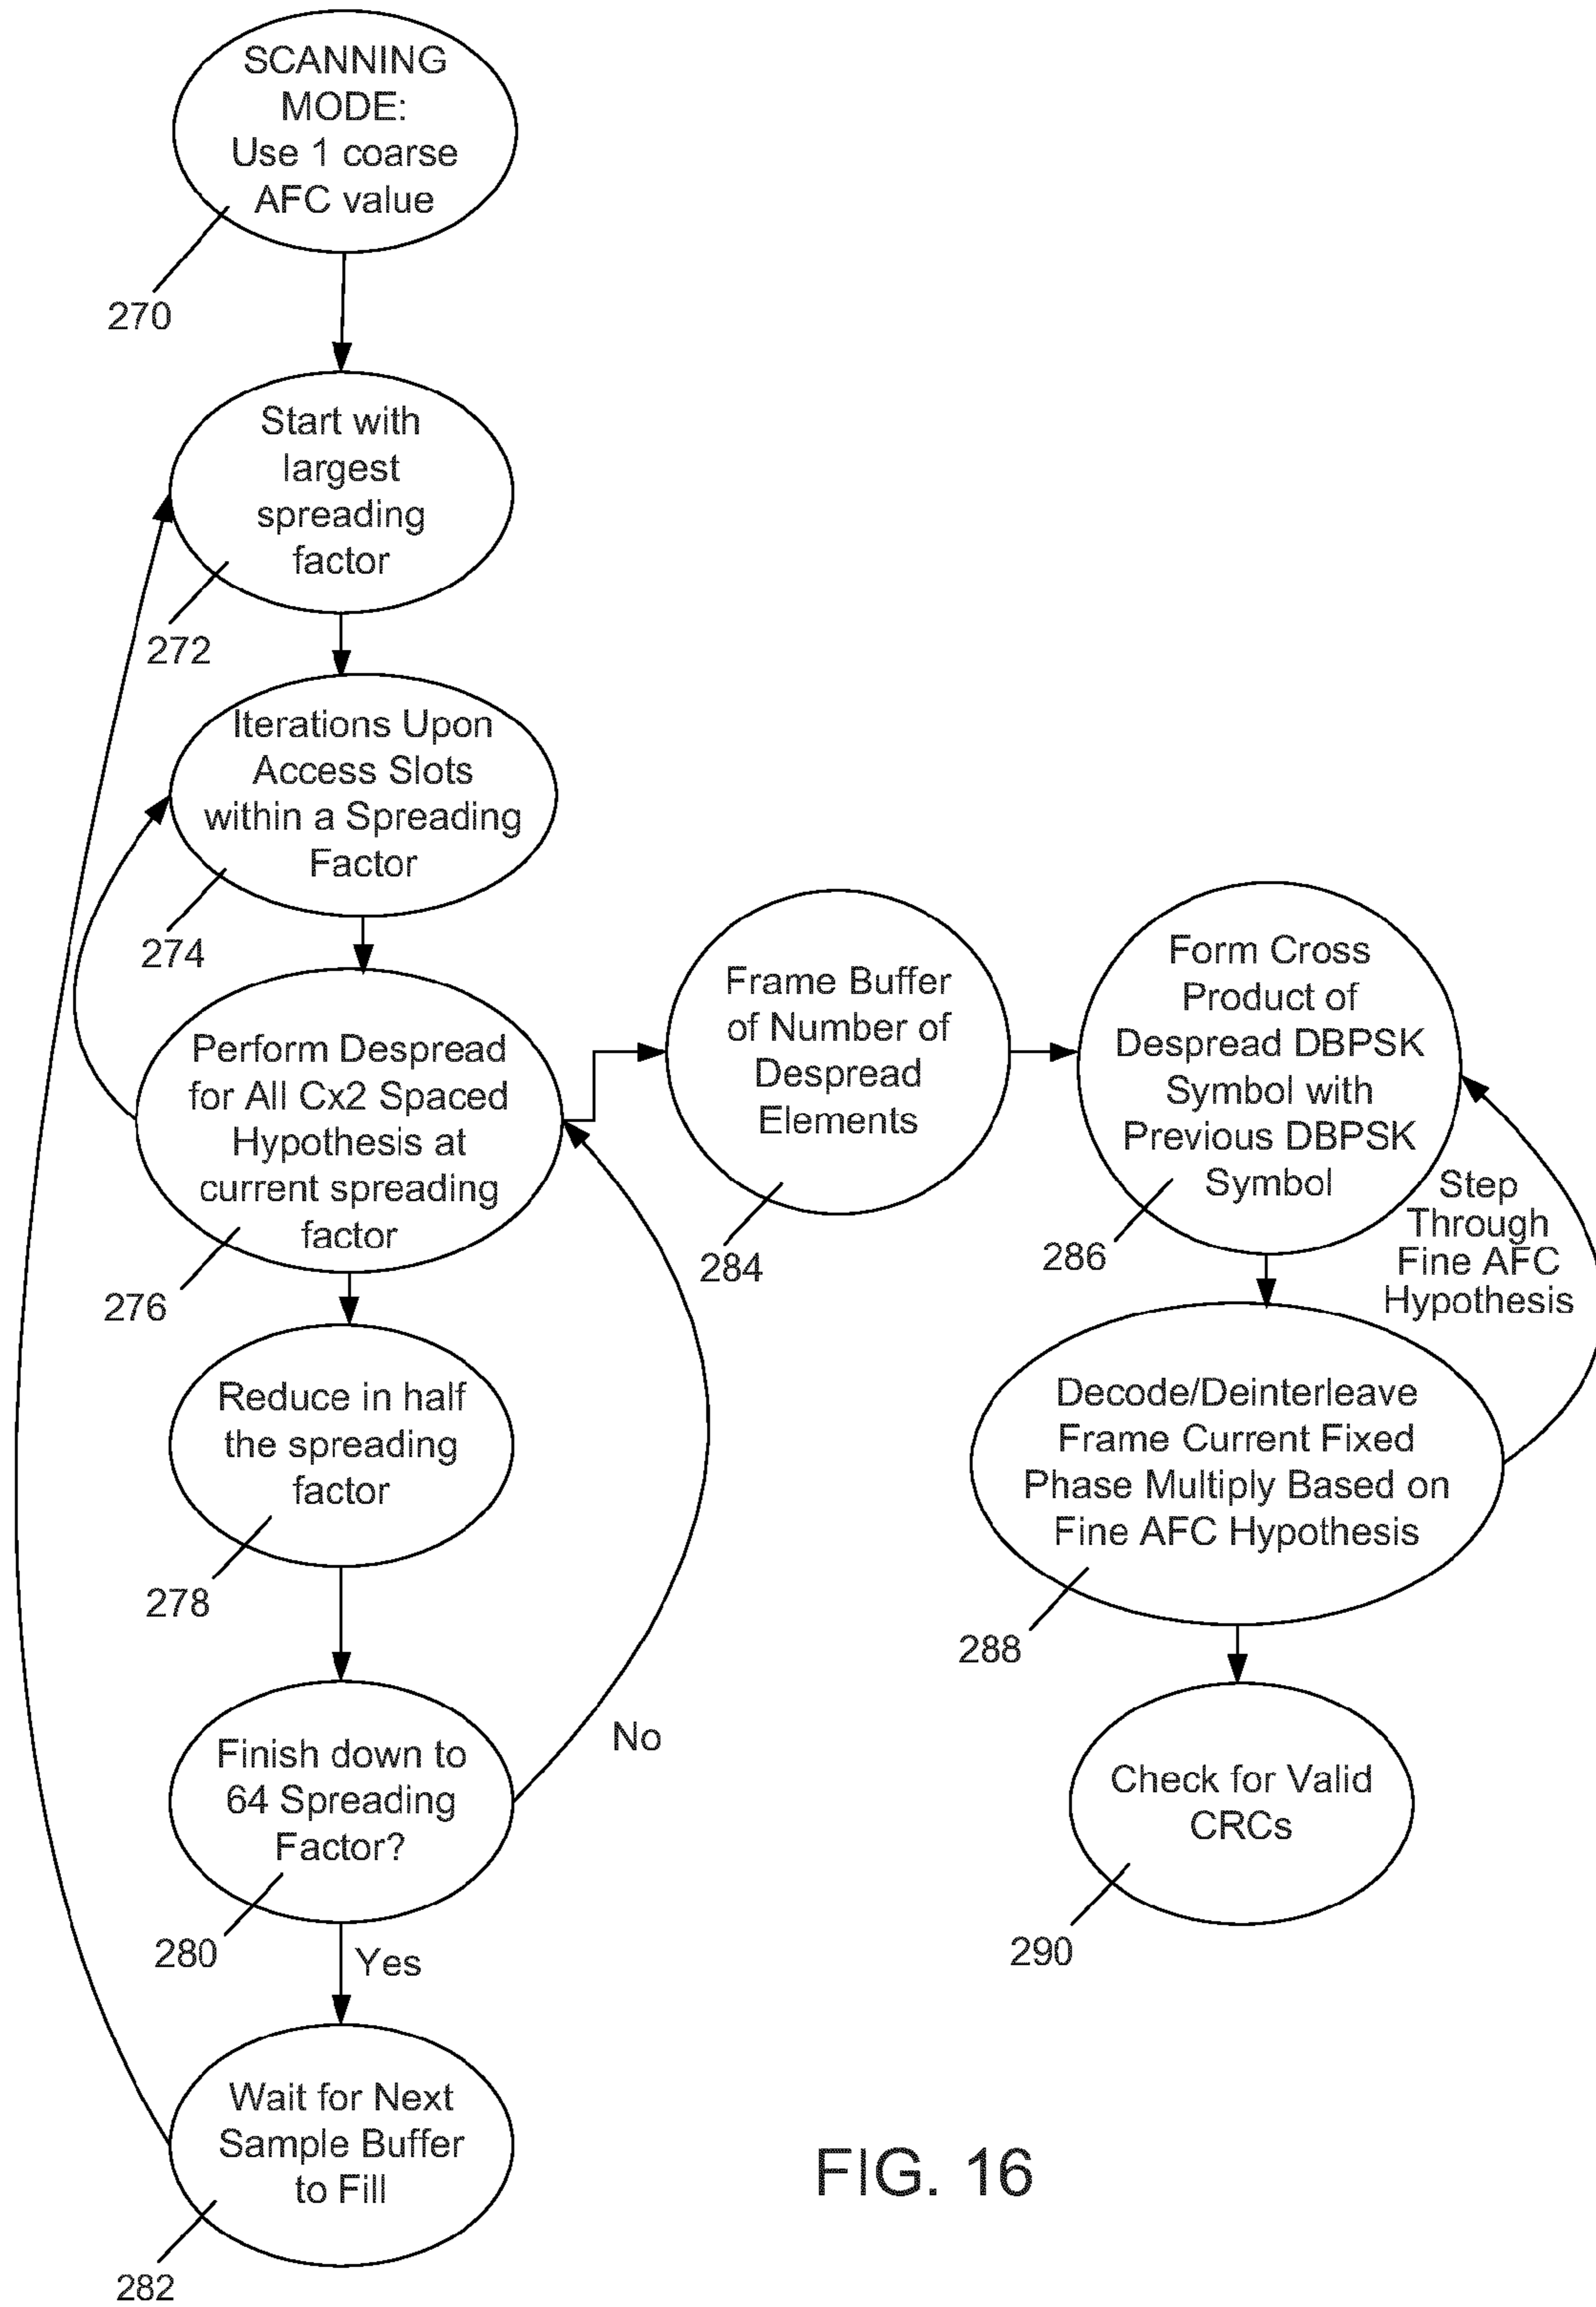 SCANNING
MODE:
Use 1 coarse
AFC value
270
Start with
largest
spreading
factor
272
Iterations Upon
Access Slots
within a Spreading
Factor
274
Perform Despread
for All Cx2 Spaced
Hypothesis at
current spreading
factor
276
Reduce in half
the spreading
factor
278
Finish down to
64 Spreading
Factor?
280
No
Yes
Wait for Next
Sample Buffer
to Fill
282
Frame Buffer
of Number of
Despread
Elements
284
Form Cross
Product of
Despread DBPSK
Symbol with
Previous DBPSK
Symbol
286
Step
Through
Fine AFC
Hypothesis
Decode/Deinterleave
Frame Current Fixed
Phase Multiply Based on
Fine AFC Hypothesis
288
Check for Valid
CRCs
290
FIG. 16